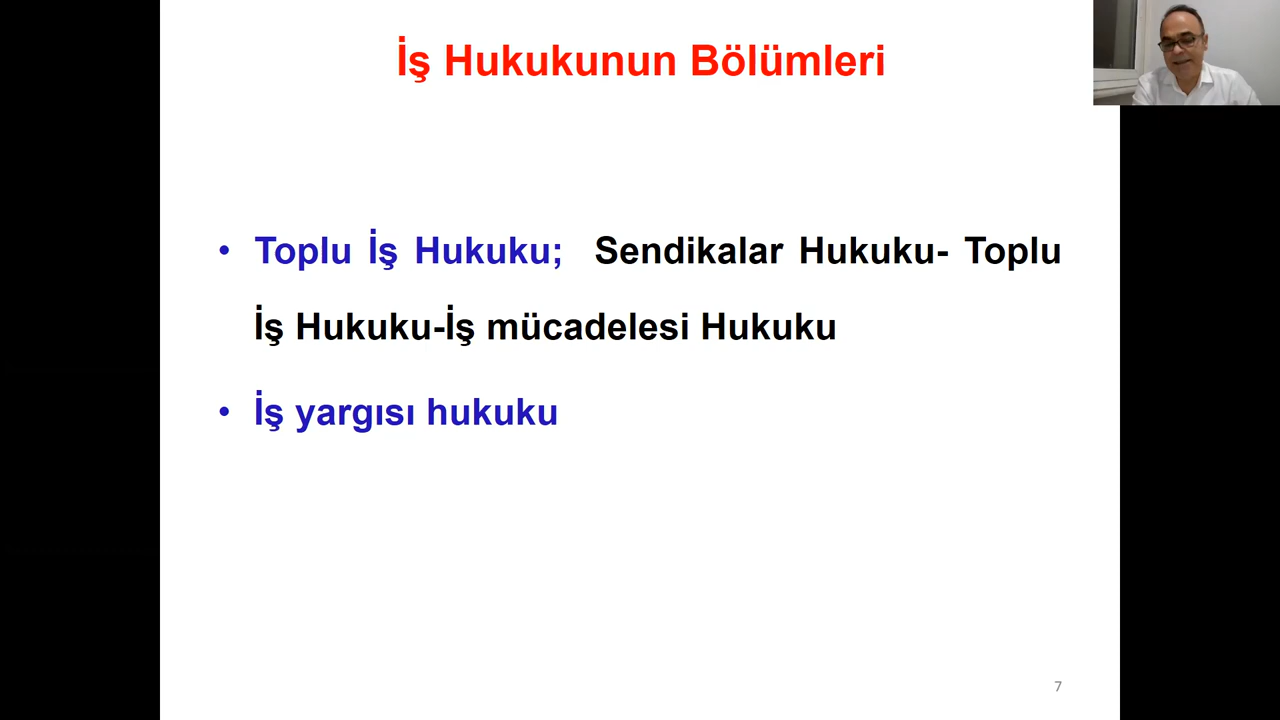 İş Hukukunun Bölümleri
• Toplu İş Hukuku; Sendikalar Hukuku- Toplu
İş Hukuku-İş mücadelesi Hukuku
• İş yargısı hukuku
7